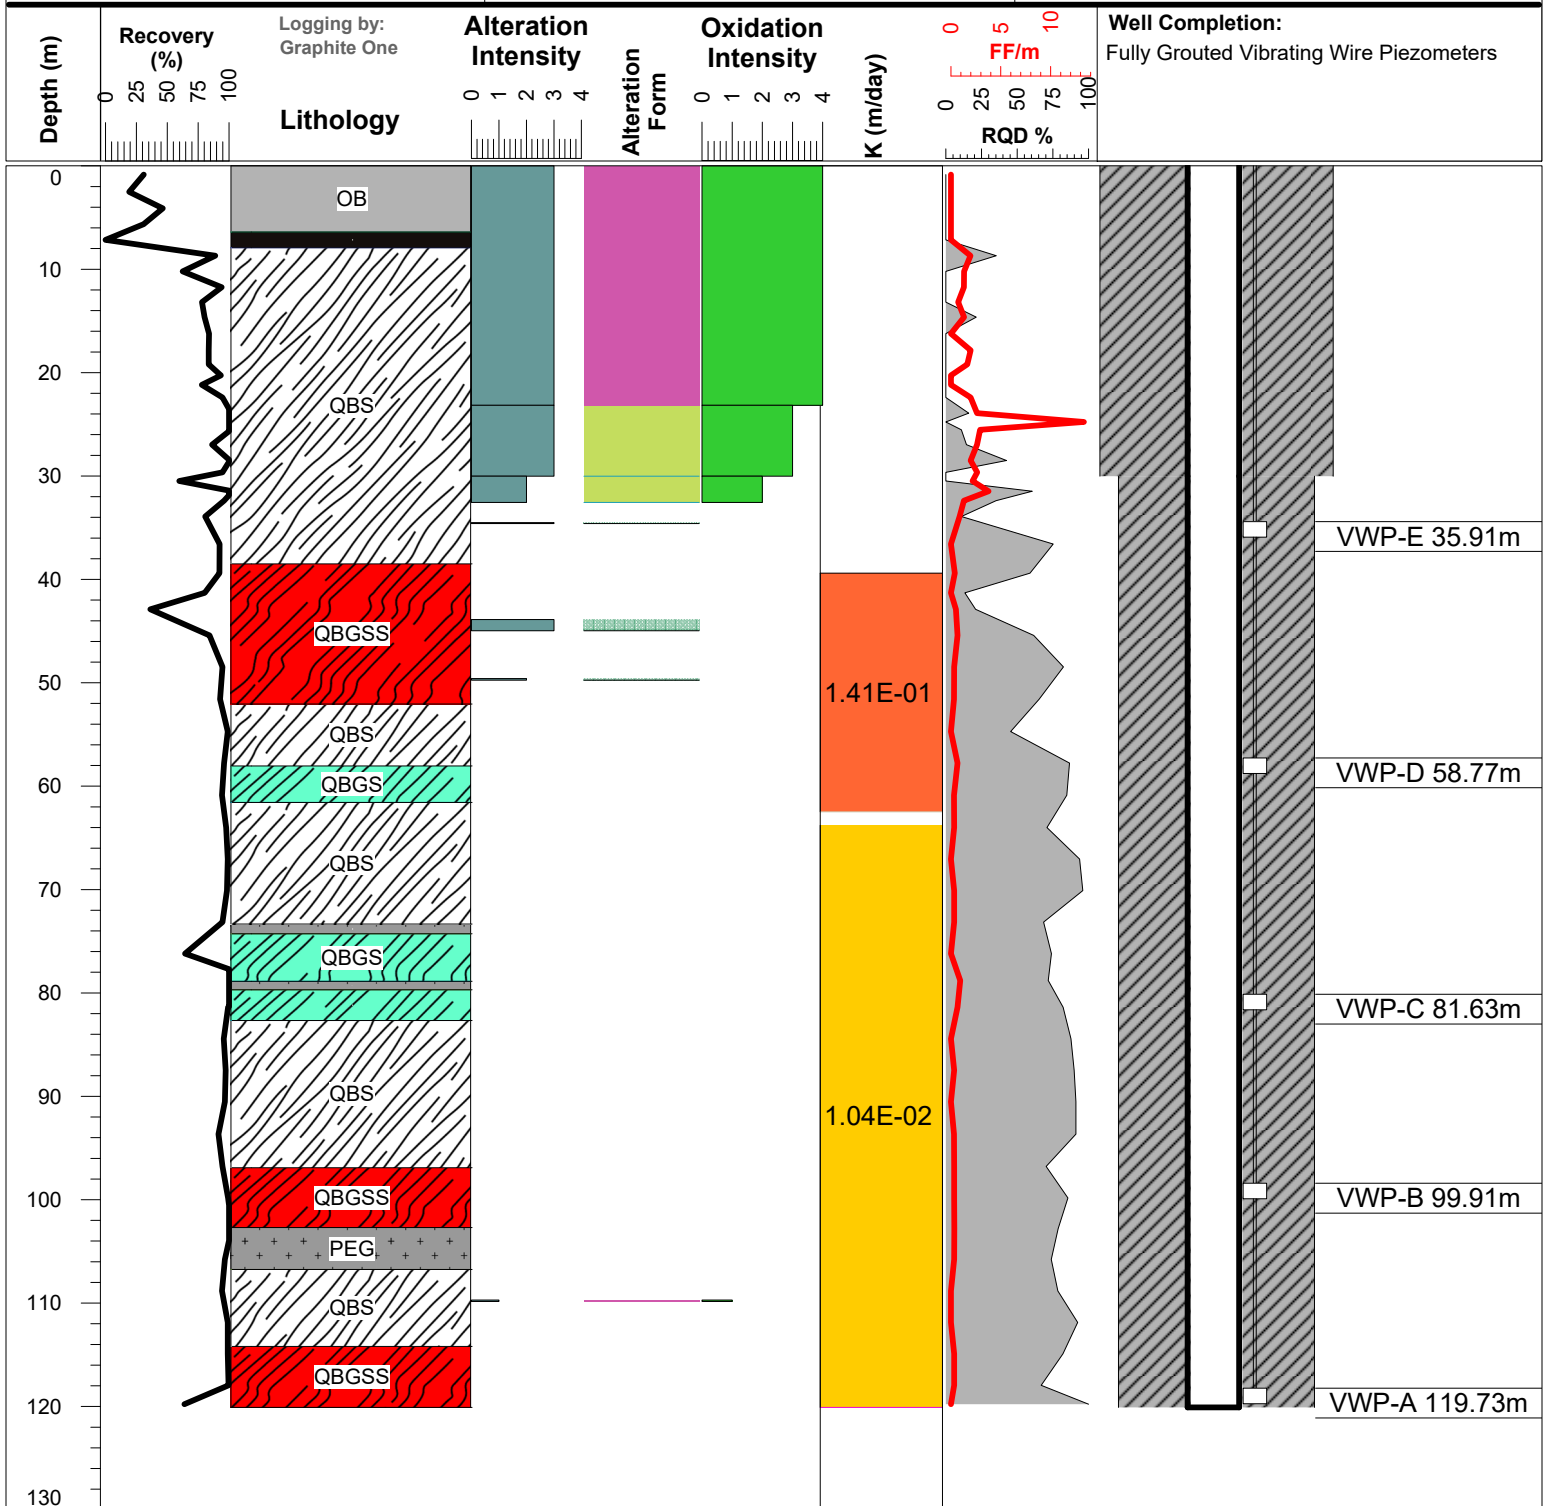 Depth (m)
Recovery
(%)
0 25 50 75 100
Logging by:
Graphite One
Lithology
Alteration
Intensity
0 1 2 3 4
Alteration
Form
Oxidation
Intensity
0 1 2 3 4
K (m/day)
0 5 10
FF/m
0 25 50 75 100
RQD %
Well Completion:
Fully Grouted Vibrating Wire Piezometers
0
OB
10
20
QBS
30
VWP-E 35.91m
40
QBGSS
50
1.41E-01
QBS
VWP-D 58.77m
60
QBGS
QBS
70
QBGS
80
VWP-C 81.63m
90
QBS
1.04E-02
100
QBGSS
VWP-B 99.91m
PEG
110
QBS
QBGSS
120
VWP-A 119.73m
130